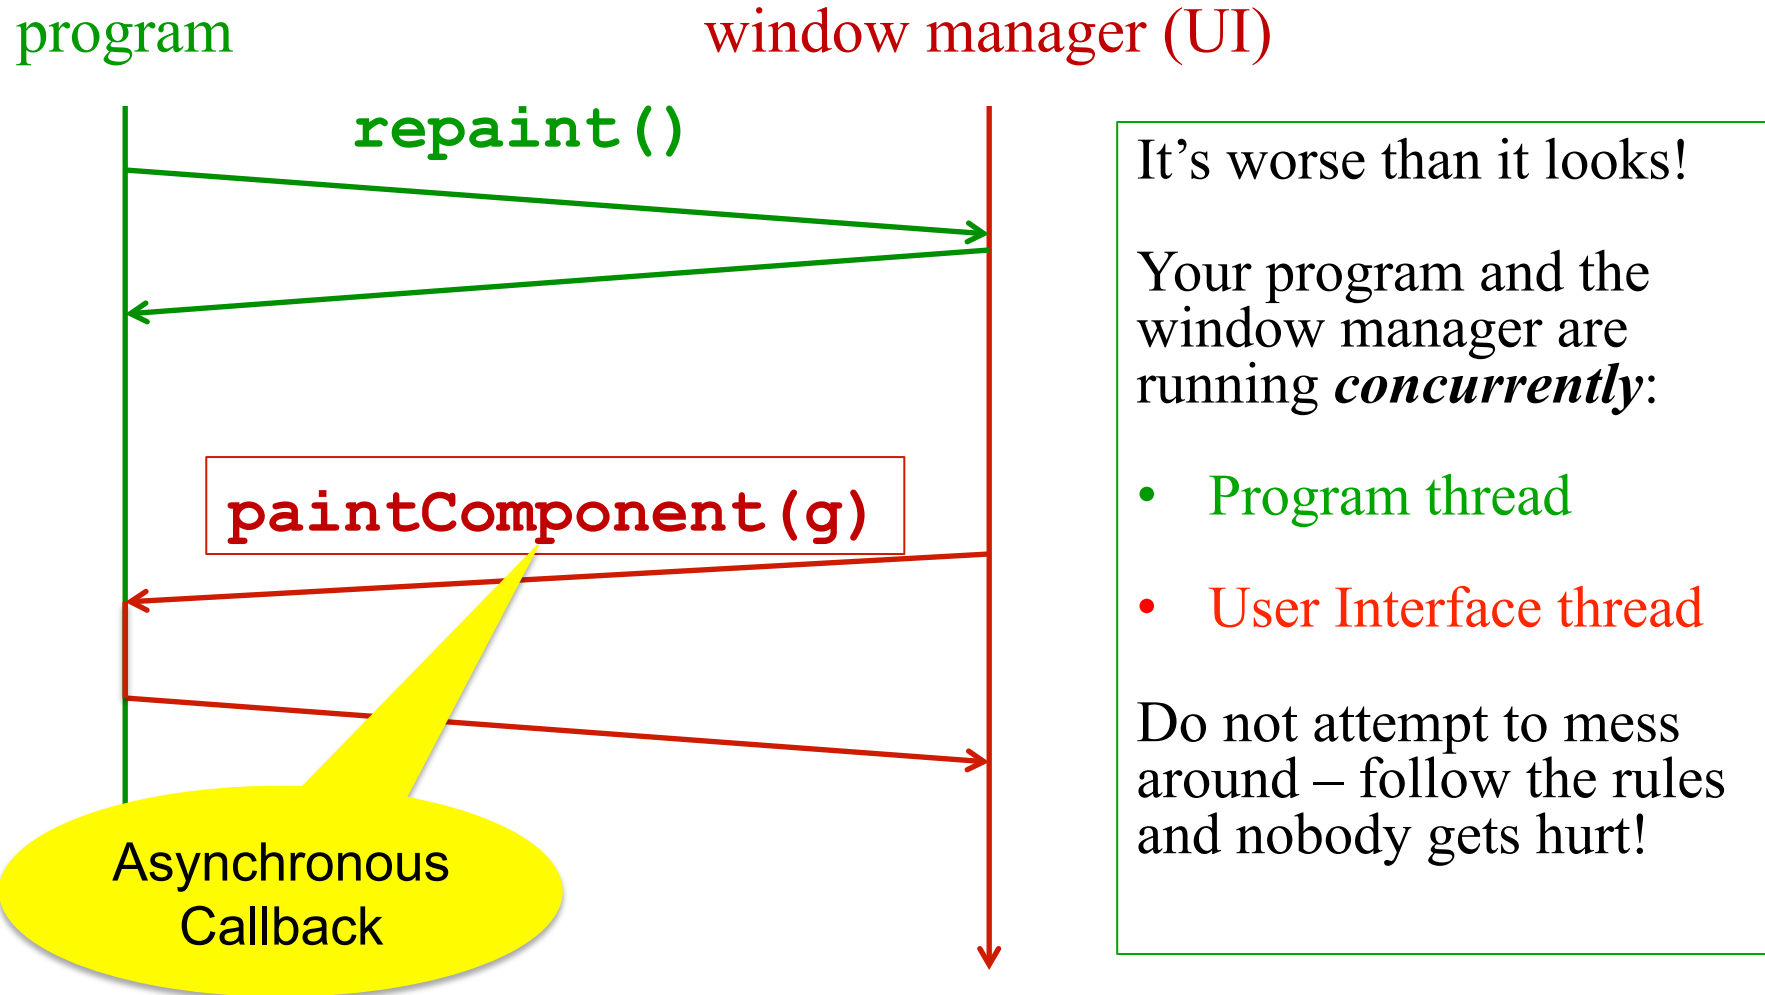 program
window manager (UI)
repaint()
paintComponent(g)
Asynchronous
Callback
It’s worse than it looks!
Your program and the
window manager are
running concurrently:
• Program thread
• User Interface thread
Do not attempt to mess
around – follow the rules
and nobody gets hurt!